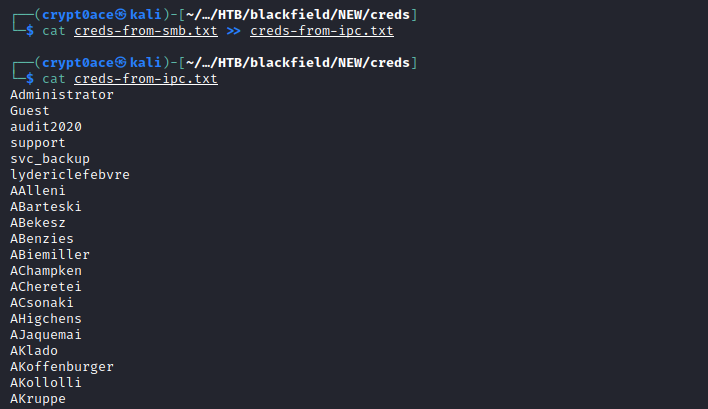 ┌──(crypt0ace㉿kali)-[~/…/HTB/blackfield/NEW/creds]
└─$ cat creds-from-smb.txt >> creds-from-ipc.txt
┌──(crypt0ace㉿kali)-[~/…/HTB/blackfield/NEW/creds]
└─$ cat creds-from-ipc.txt
Administrator
Guest
audit2020
support
svc_backup
lydericlefebvre
AAlleni
ABarteski
ABekesz
ABenzies
ABiemiller
AChampken
ACheretei
ACsonaki
AHigchens
AJaquemai
AKlado
AKoffenburger
AKollolli
AKruppe